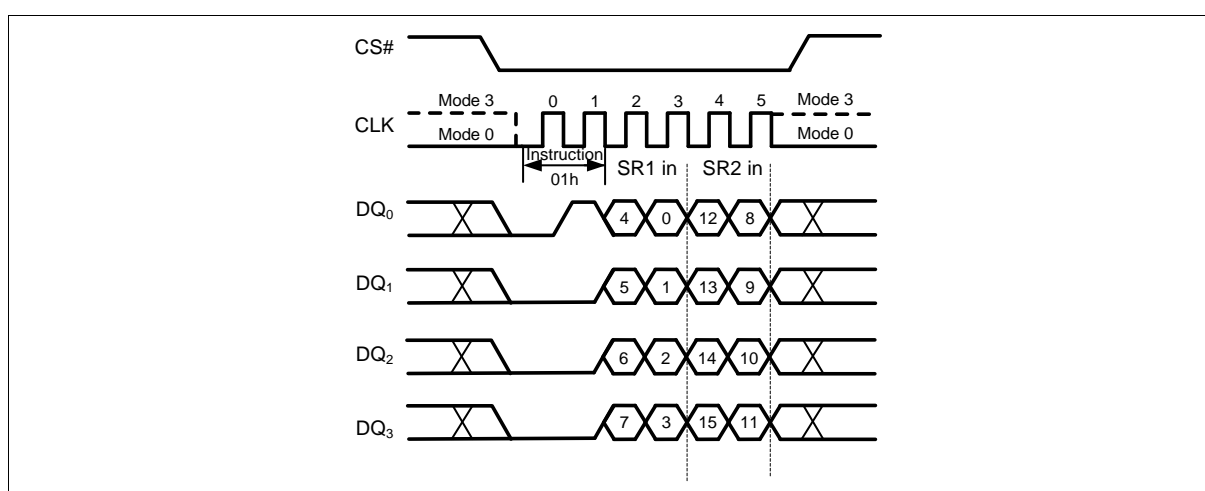 CS#
Mode 3 0 1 2 3 4 5 Mode 3
CLK
Mode 0 Mode 0
Instruction
01h
SR1 in SR2 in
DQ0 4 0 12 8
DQ1 5 1 13 9
DQ2 6 2 14 10
DQ3 7 3 15 11